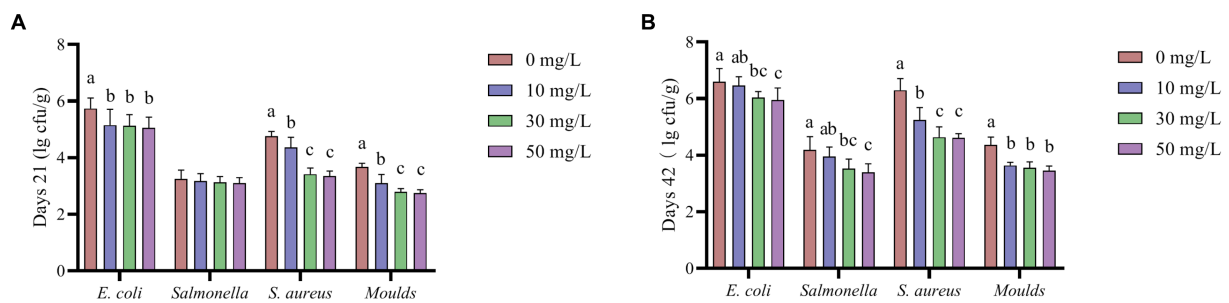 A
Days 21 (lg cfu/g)
8
6
4
2
0
a
b
b
b
a
b
c
c
a
b
c
c
E. coli
Salmonella
S. aureus
Moulds
0 mg/L
10 mg/L
30 mg/L
50 mg/L
B
Days 42 ( lg cfu/g)
8
6
4
2
0
a
ab
bc
c
a
ab
bc
c
a
b
c
c
a
b
b
b
E. coli
Salmonella
S. aureus
Moulds
0 mg/L
10 mg/L
30 mg/L
50 mg/L